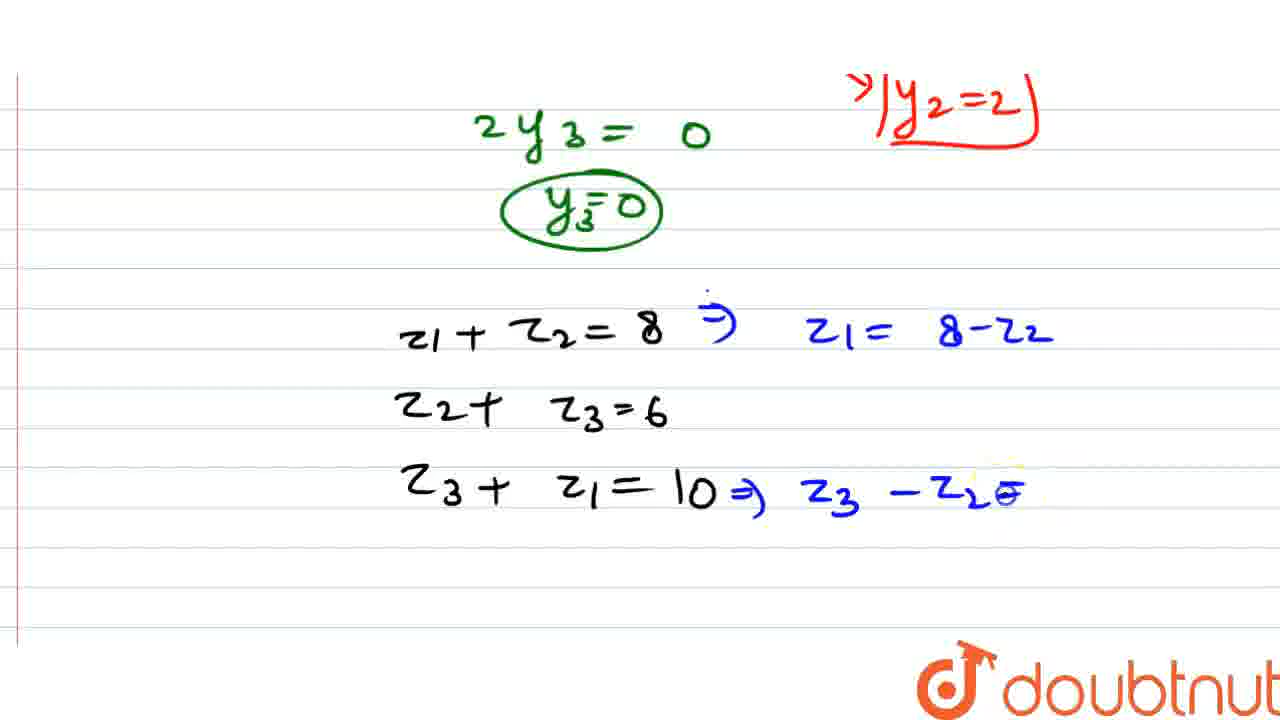 y2 = 2
2y3 = 0
y3 = 0
z1 + z2 = 8 ⇒ z1 = 8 - z2
z2 + z3 = 6
z3 + z1 = 10 ⇒ z3 - z2 =
doubtnut